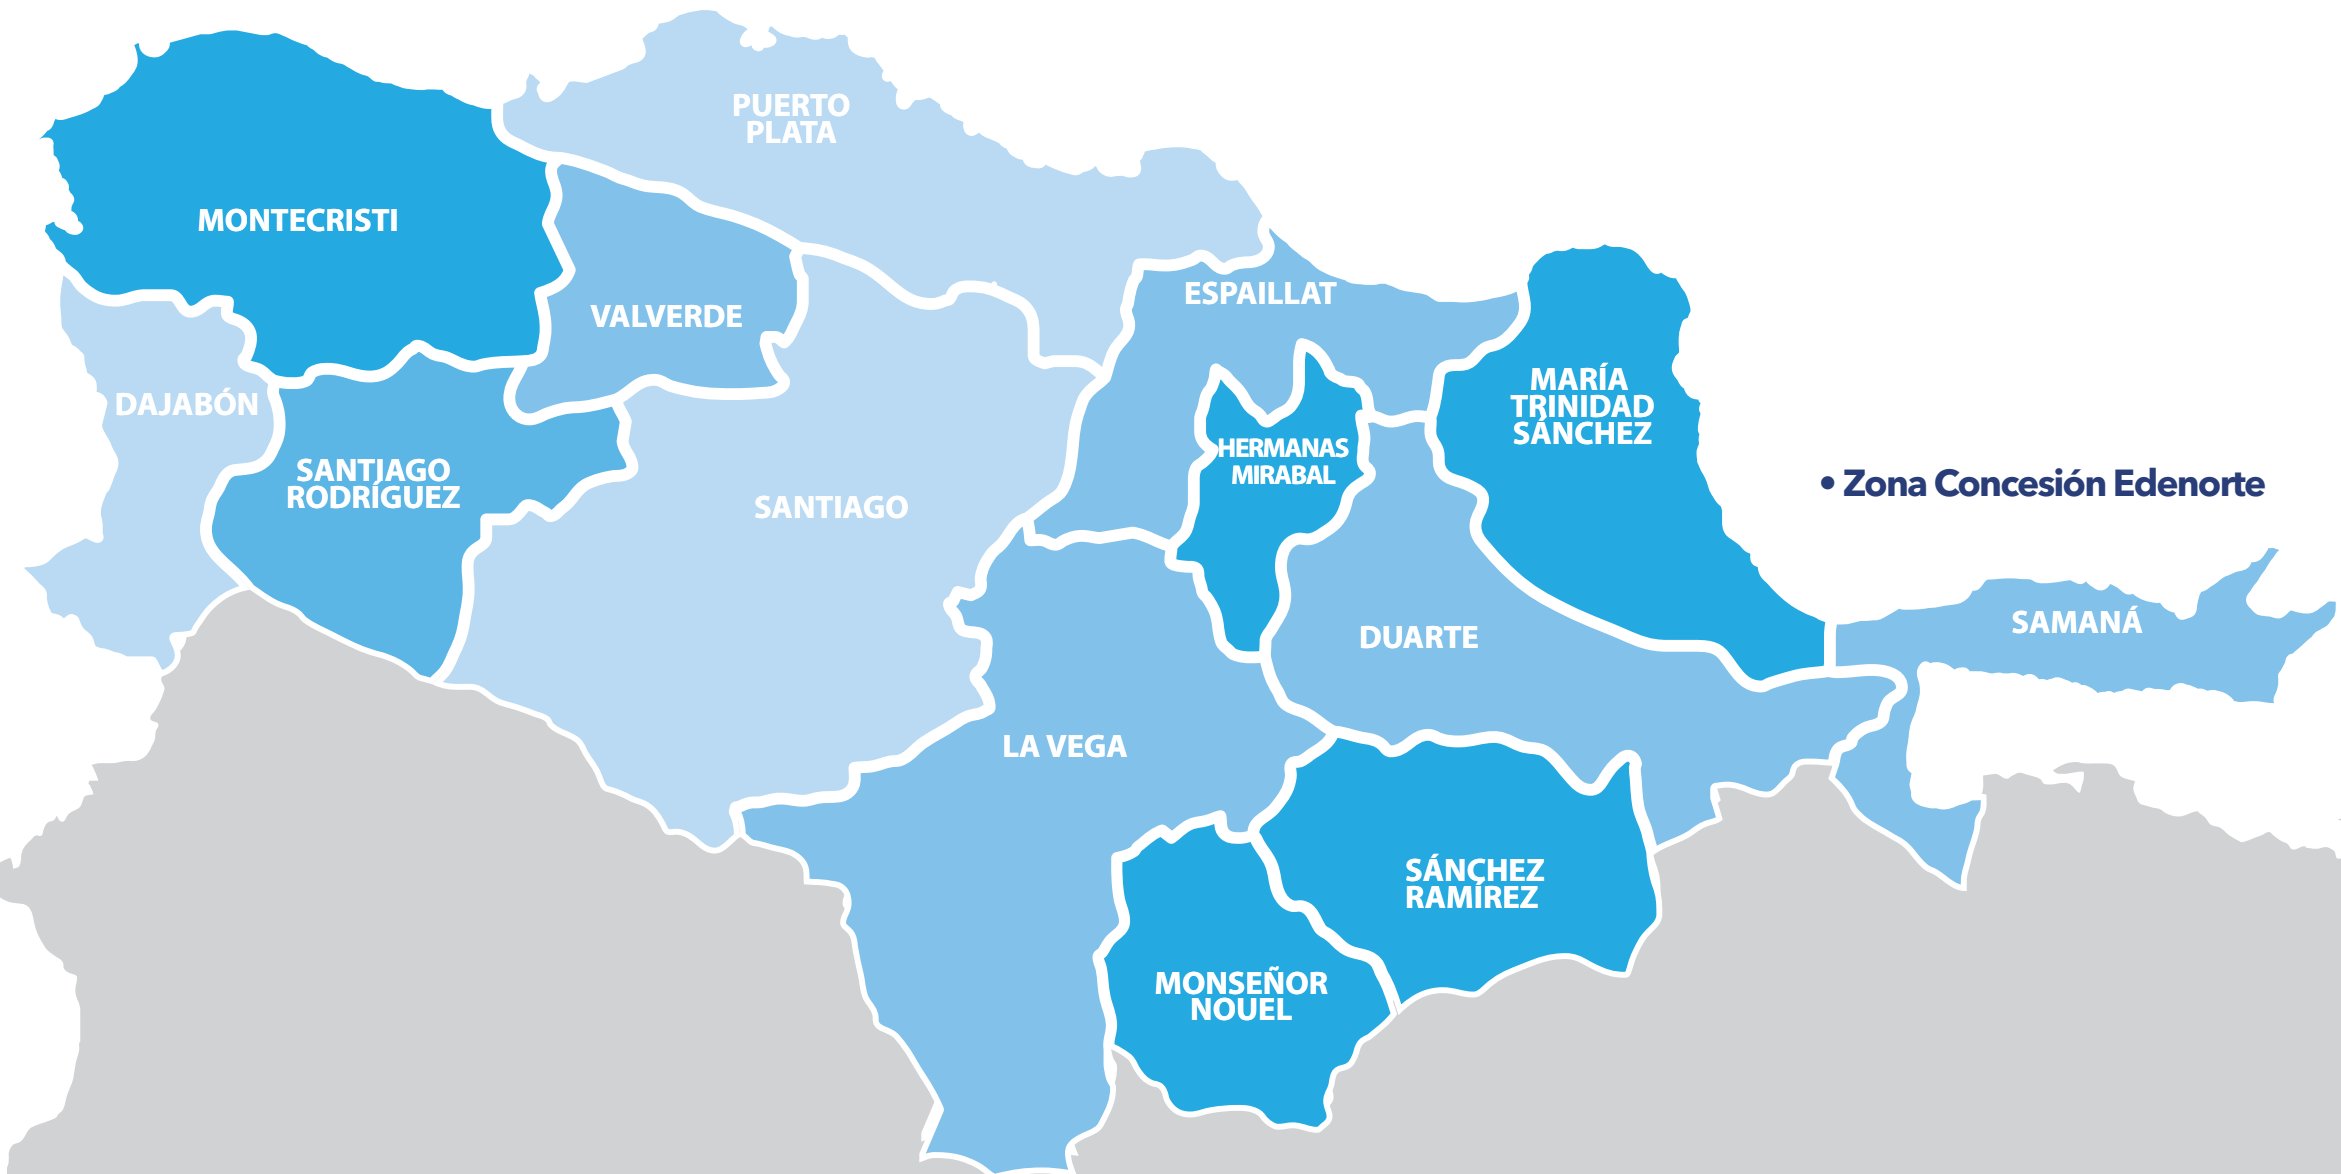 PUERTO
PLATA
MONTECRISTI
VALVERDE
ESPAILLAT
DAJABÓN
MARÍA
TRINIDAD
SÁNCHEZ
HERMANAS
MIRABAL
SANTIAGO
RODRÍGUEZ
SANTIAGO
• Zona Concesión Edenorte
SAMANÁ
DUARTE
LA VEGA
SÁNCHEZ
RAMÍREZ
MONSEÑOR
NOUEL